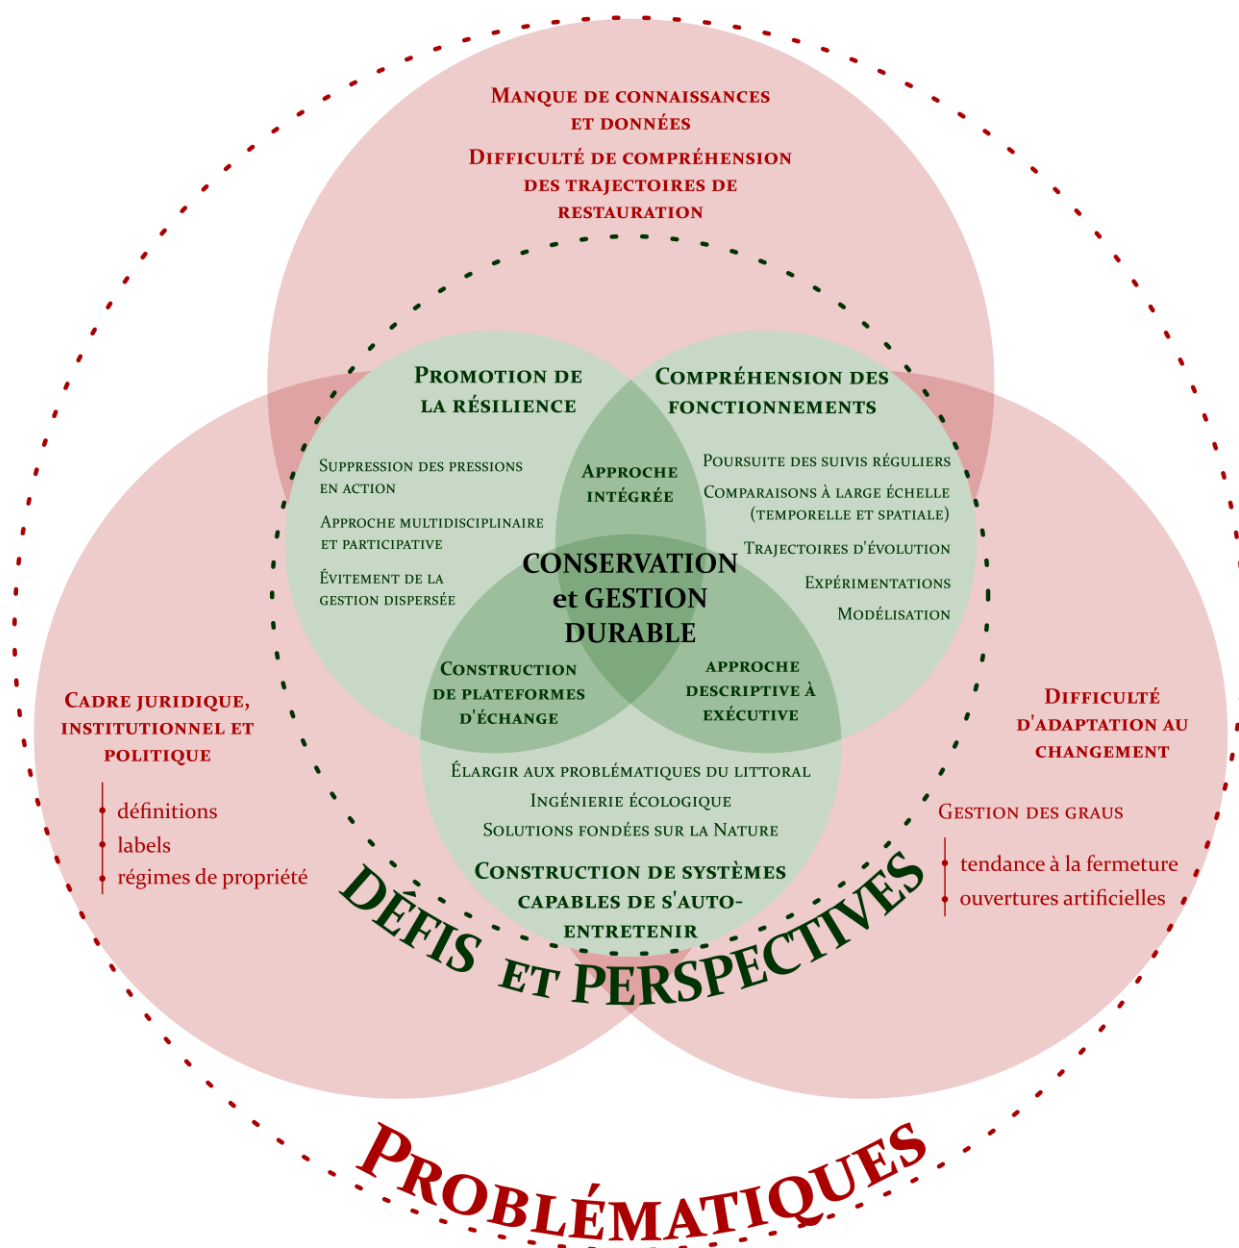 Manque de connaissances
et données
Difficulté de compréhension
des trajectoires de
restauration
Promotion de
la résilience
Suppression des pressions
en action
Approche multidisciplinaire
et participative
Évitement de la
gestion dispersée
Compréhension des
fonctionnements
Poursuite des suivis réguliers
Comparaisons à large échelle
(temporelle et spatiale)
Trajectoires d'évolution
Expérimentations
Modélisation
Approche
intégrée
CONSERVATION
et GESTION
DURABLE
Construction
de plateformes
d'échange
approche
descriptive à
exécutive
Élargir aux problématiques du littoral
Ingénierie écologique
Solutions fondées sur la Nature
Construction de systèmes
capables de s'auto-
entretenir
Cadre juridique,
institutionnel et
politique
définitions
labels
régimes de propriété
Difficulté
d'adaptation au
changement
Gestion des graus
tendance à la fermeture
ouvertures artificielles
Défis et perspectives
Problématiques